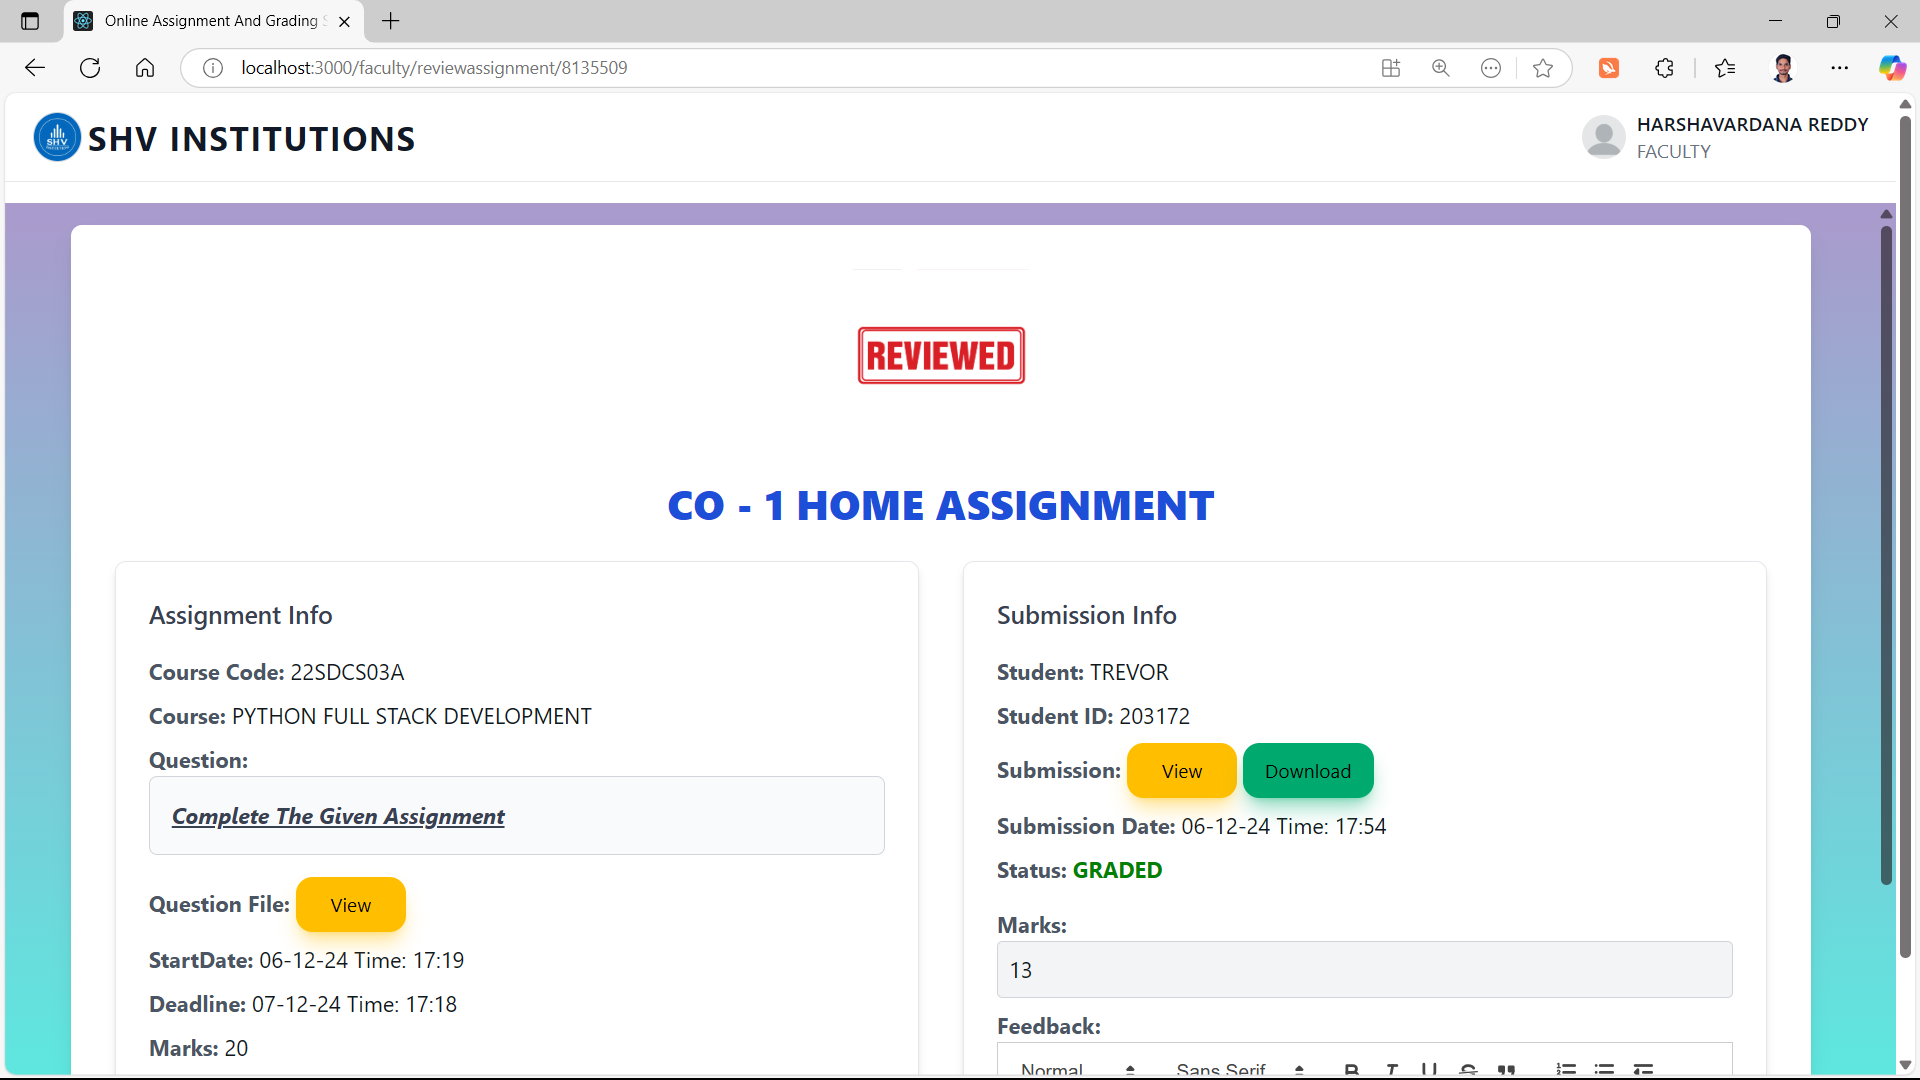 Online Assignment And Grading
localhost:3000/faculty/reviewassignment/8135509
SHV
SHV INSTITUTIONS
HARSHAVARDANA REDDY
FACULTY
REVIEWED
CO - 1 HOME ASSIGNMENT
Assignment Info
Course Code: 22SDCS03A
Course: PYTHON FULL STACK DEVELOPMENT
Question:
Complete The Given Assignment
Question File: View
StartDate: 06-12-24 Time: 17:19
Deadline: 07-12-24 Time: 17:18
Marks: 20
Submission Info
Student: TREVOR
Student ID: 203172
Submission: View Download
Submission Date: 06-12-24 Time: 17:54
Status: GRADED
Marks:
13
Feedback:
Normal Sans Serif B I U S